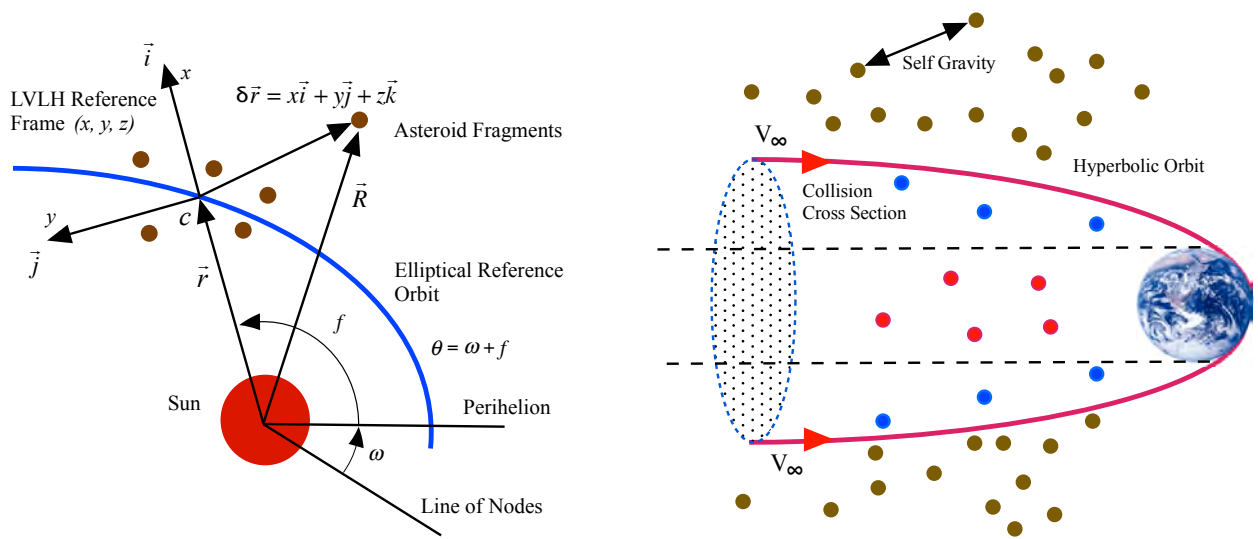 i
x
LVLH Reference
Frame (x, y, z)
δr⃗ = xi⃗ + yj⃗ + zk⃗
Asteroid Fragments
R⃗
y
c
j⃗
r⃗
Elliptical Reference
Orbit
f
θ = ω + f
Sun
Perihelion
ω
Line of Nodes
Self Gravity
V∞
Hyperbolic Orbit
Collision
Cross Section
V∞